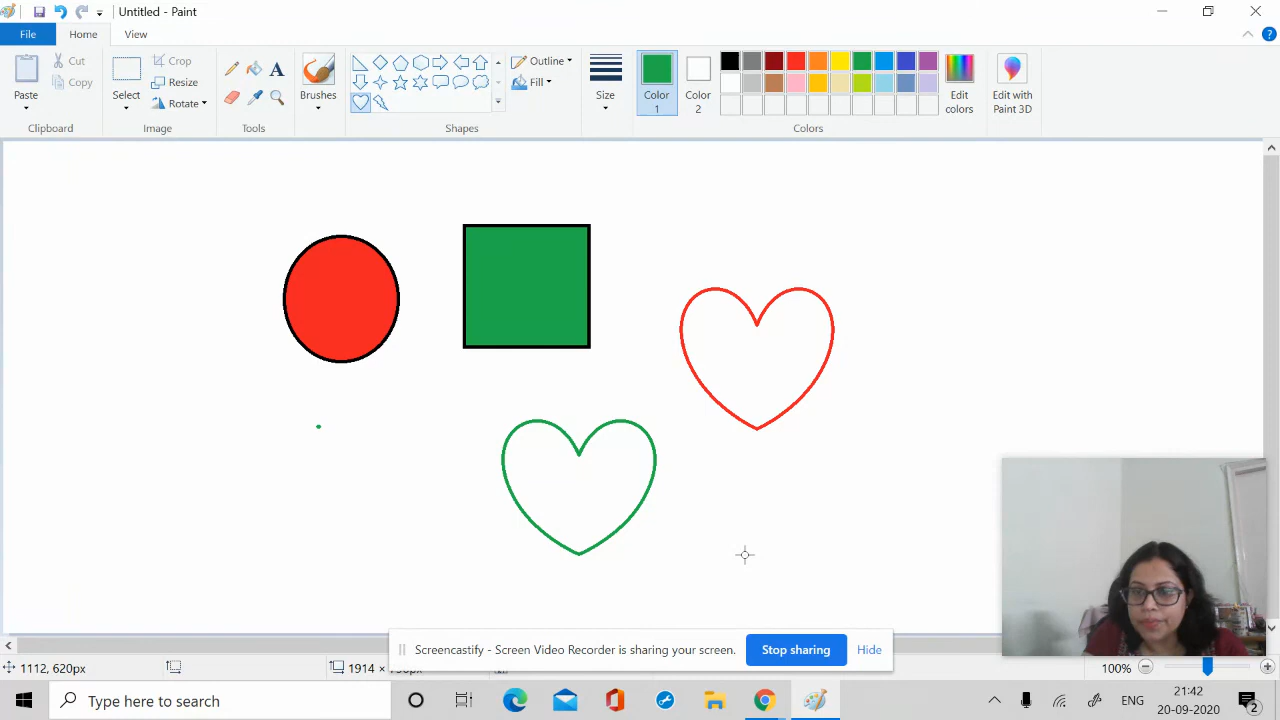 Untitled - Paint
File
Home
View
Paste
Cut
Copy
Clipboard
Select
Crop
Resize
Rotate
Image
A
Tools
Brushes
Outline
Fill
Shapes
Size
Color
1
Color
2
Edit
colors
Colors
Edit with
Paint 3D
Screencastify - Screen Video Recorder is sharing your screen.
Stop sharing
Hide
1112, 620px
100%
Type here to search
ENG
21:42
20-09-2020
2